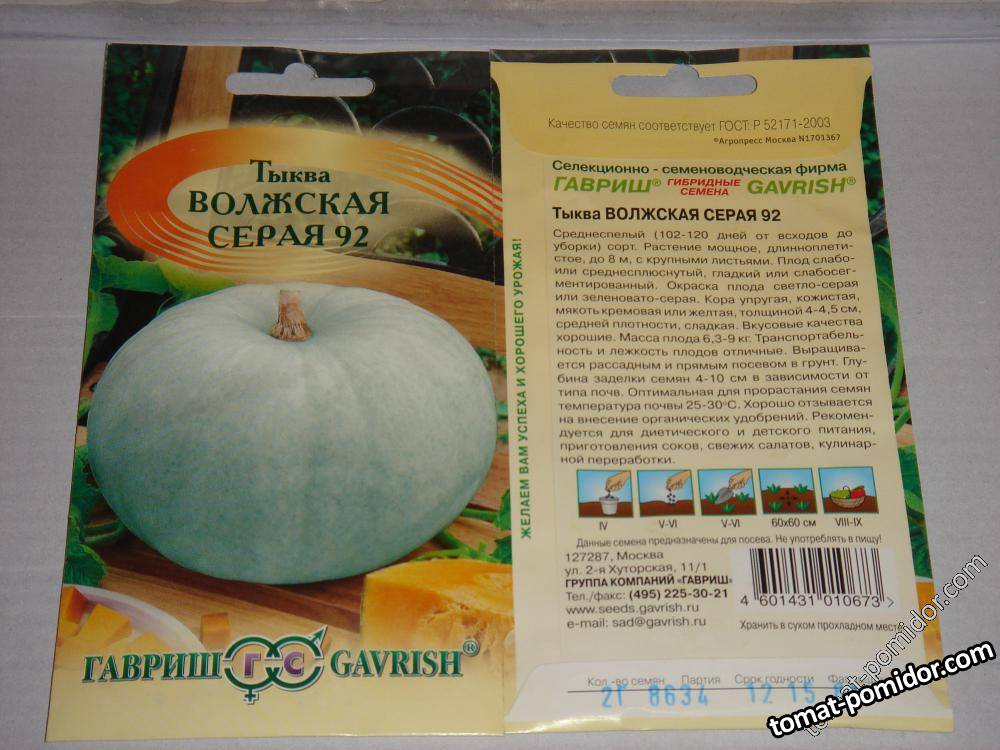 Тыква
ВОЛЖСКАЯ
СЕРАЯ 92
ГАВРИШ ГС GAVRISH®
Качество семян соответствует ГОСТ: Р 52171-2003
©Агропресс Москва N1701367
Селекционно - семеноводческая фирма
ГАВРИШ® ГИБРИДНЫЕ СЕМЕНА GAVRISH®
Тыква ВОЛЖСКАЯ СЕРАЯ 92
Среднеспелый (102-120 дней от всходов до
уборки) сорт. Растение мощное, длинноплети-
стое, до 8 м, с крупными листьями. Плод слабо-
или среднесплюснутый, гладкий или слабосег-
ментированный. Окраска плода светло-серая
или зеленовато-серая. Кора упругая, кожистая,
мякоть кремовая или желтая, толщиной 4-4,5 см,
средней плотности, сладкая. Вкусовые качества
хорошие. Масса плода 6,3-9 кг. Транспортабель-
ность и лежкость плодов отличные. Выращива-
ется рассадным и прямым посевом в грунт. Глу-
бина заделки семян 4-10 см в зависимости от
типа почв. Оптимальная для прорастания семян
температура почвы 25-30°С. Хорошо отзывается
на внесение органических удобрений. Рекомен-
дуется для диетического и детского питания,
приготовления соков, свежих салатов, кулинар-
ной переработки.
ЖЕЛАЕМ ВАМ УСПЕХА И ХОРОШЕГО УРОЖАЯ!
IV V-VI V-VI 60х60 см VIII-IX
Данные семена предназначены для посева. Не употреблять в пищу!
127287, Москва
ул. 2-я Хуторская, 11/1
ГРУППА КОМПАНИЙ "ГАВРИШ"
Тел./факс: (495) 225-30-21
www.seeds.gavrish.ru
e-mail: sad@gavrish.ru
4 601431 010673 >
Хранить в сухом прохладном месте
Кол.-во семян Партия Срок годности
2Г 8634 12 15
tomat-pomidor.com
tomat-pomidor.com